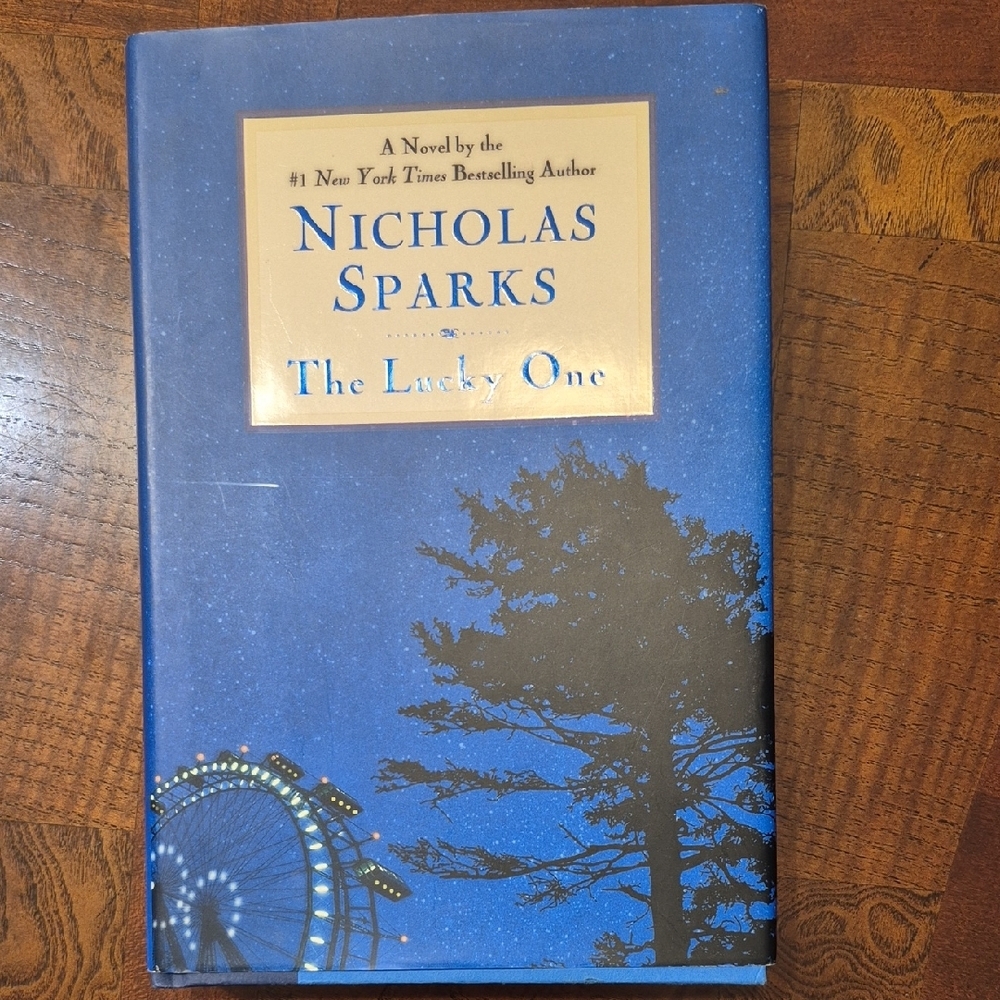 A Novel by the
#1 New York Times Bestselling Author
NICHOLAS
SPARKS
The Lucky One